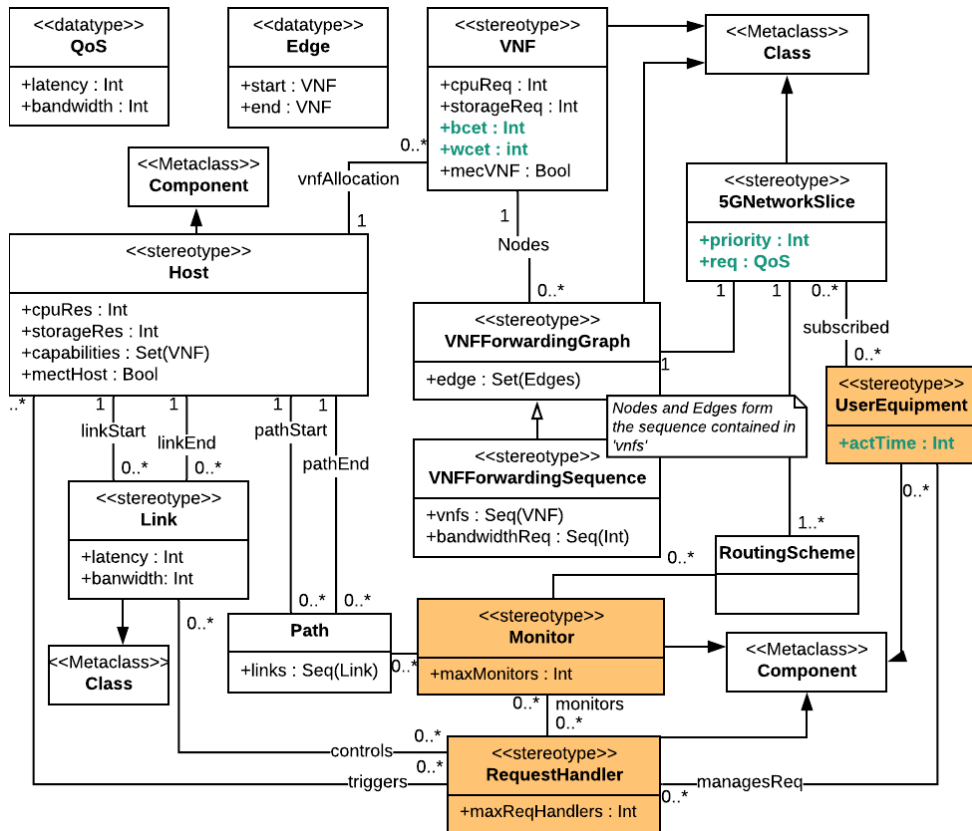 <<datatype>>
QoS
+latency : Int
+bandwidth : Int
<<datatype>>
Edge
+start : VNF
+end : VNF
<<stereotype>>
VNF
+cpuReq : Int
+storageReq : Int
+bcet : Int
+wcet : int
+mecVNF : Bool
<<Metaclass>>
Class
<<Metaclass>>
Component
0..*
vnfAllocation
1
1
Nodes
0..*
<<stereotype>>
5GNetworkSlice
+priority : Int
+req : QoS
1
1
0..*
subscribed
0..*
<<stereotype>>
Host
+cpuRes : Int
+storageRes : Int
+capabilities : Set(VNF)
+mectHost : Bool
..*
1
linkStart
0..*
1
linkEnd
0..*
1
pathStart
0..*
1
pathEnd
0..*
<<stereotype>>
VNFForwardingGraph
+edge : Set(Edges)
1
Nodes and Edges form
the sequence contained in
'vnfs'
<<stereotype>>
UserEquipment
+actTime : Int
0..*
<<stereotype>>
VNFForwardingSequence
+vnfs : Seq(VNF)
+bandwidthReq : Seq(Int)
<<stereotype>>
Link
+latency : Int
+banwidth: Int
0..*
1..*
RoutingScheme
0..*
<<Metaclass>>
Class
Path
+links : Seq(Link)
0..*
<<stereotype>>
Monitor
+maxMonitors : Int
<<Metaclass>>
Component
0..*
monitors
0..*
0..*
controls
0..*
triggers
<<stereotype>>
RequestHandler
+maxReqHandlers : Int
managesReq
0..*